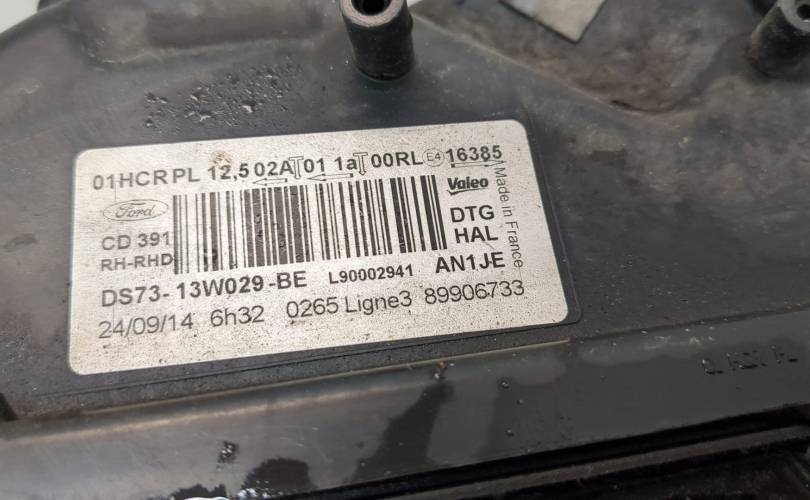 01HCR PL 12,5 02A 01 1a 00RL E4 16385
Ford
Valeo
Made in France
CD 391
DTG
RH-RHD
HAL
DS73-13W029-BE L90002941 AN1JE
24/09/14 6h32 0265 Ligne3 89906733